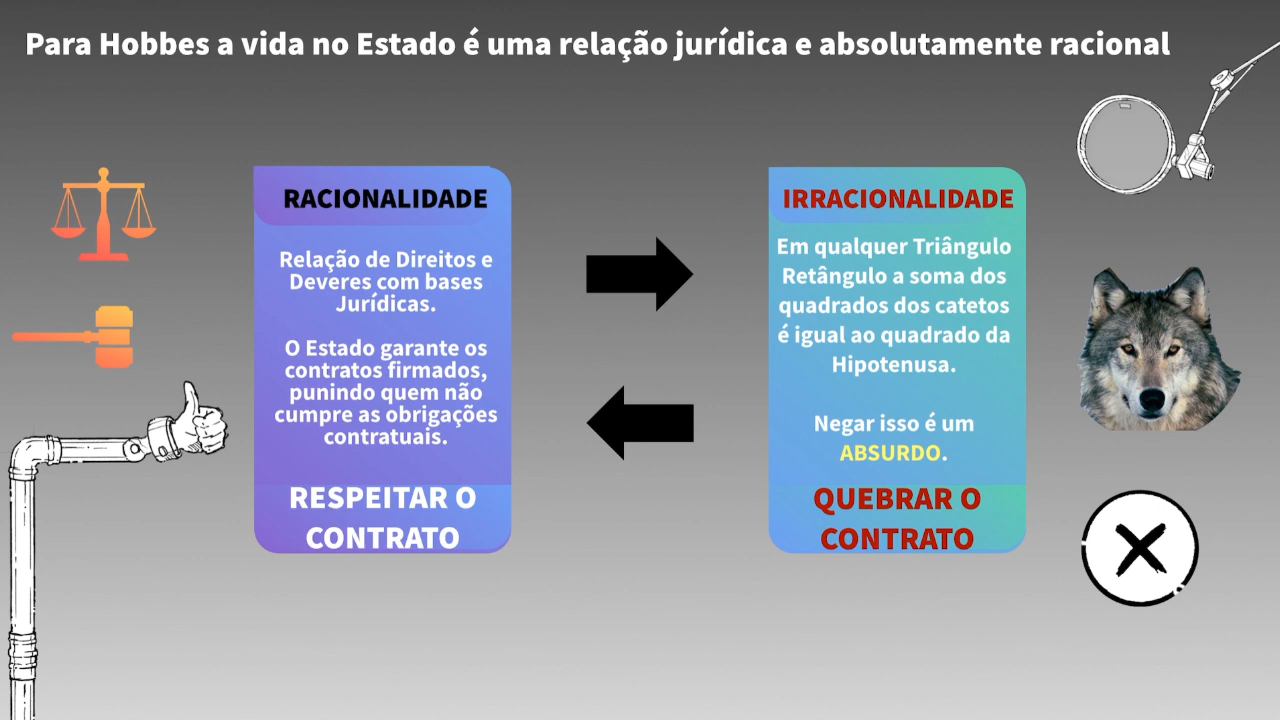 Para Hobbes a vida no Estado é uma relação jurídica e absolutamente racional
RACIONALIDADE
Relação de Direitos e
Deveres com bases
Jurídicas.
O Estado garante os
contratos firmados,
punindo quem não
cumpre as obrigações
contratuais.
RESPEITAR O
CONTRATO
IRRACIONALIDADE
Em qualquer Triângulo
Retângulo a soma dos
quadrados dos catetos
é igual ao quadrado da
Hipotenusa.
Negar isso é um
ABSURDO.
QUEBRAR O
CONTRATO